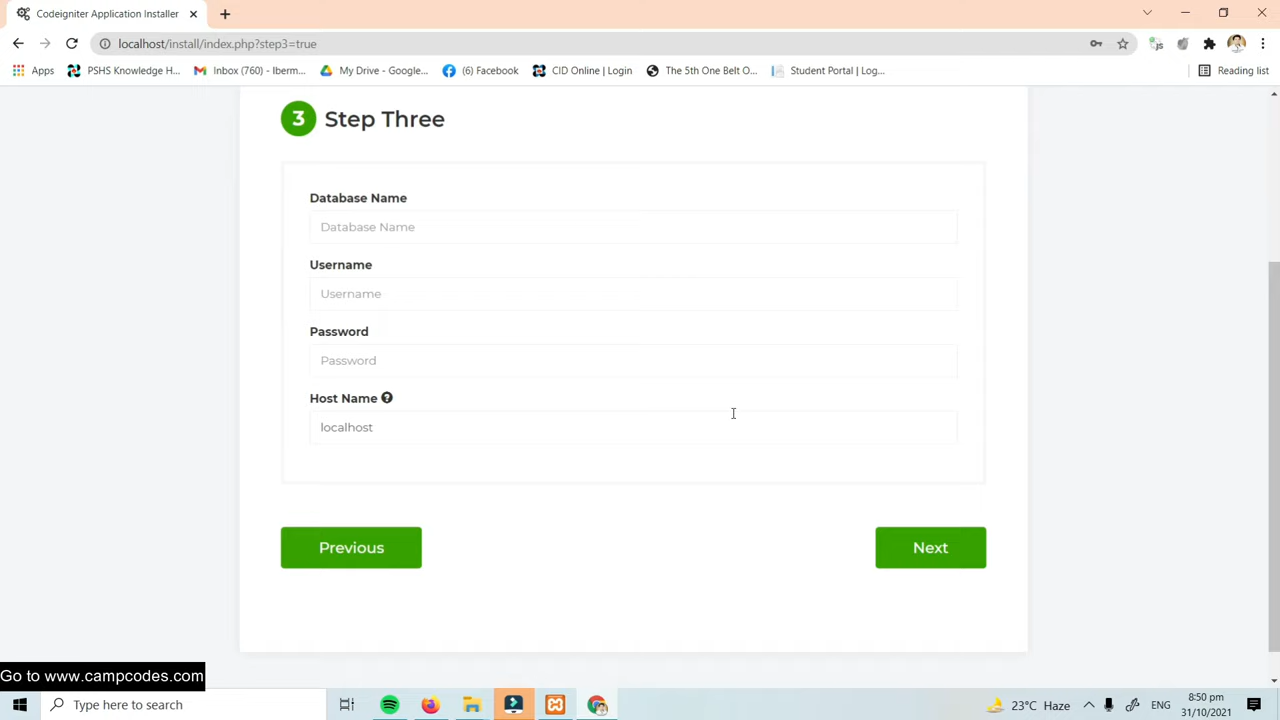 Codeigniter Application Installer
localhost/install/index.php?step3=true
Apps
PSHS Knowledge H...
Inbox (760) - Iberm...
My Drive - Google...
(6) Facebook
CID Online | Login
The 5th One Belt O...
Student Portal | Log...
Reading list
3 Step Three
Database Name
Database Name
Username
Username
Password
Password
Host Name
localhost
Previous
Next
Go to www.campcodes.com
Type here to search
23°C Haze
ENG
8:50 pm
31/10/2021